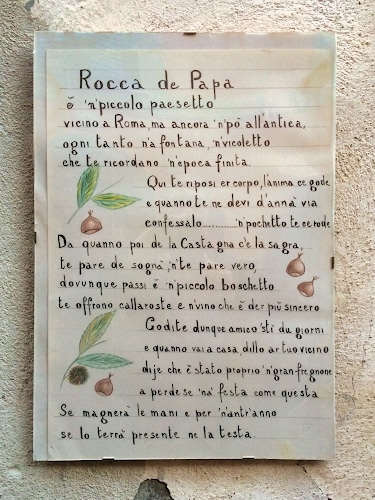 Rocca de Papa
è 'n piccolo paesetto
vicino a Roma, ma ancora 'n pò all'antica,
ogni tanto n'a fontana, n'vicoletto
che te ricordano 'n'epoca finita.
Qui te riposi er corpo, l'anima ce gode
e quanno te ne devi d'annà via
confessalo........... 'n pochetto te ce rode
Da quanno poi de la Castagna c'è la sagra,
te pare de sognà, n'te pare vero,
dovunque passi è 'n piccolo boschetto
te offrono callaroste e n'vino che è der più sincero
Godite dunque amico 'sti du giorni
e quanno vai a casa, dillo ar tuo vicino
dije che è stato proprio 'n gran fregnone
a perdese 'na festa come questa
Se magnerà le mani e per 'n'antr'anno
se lo terrà presente ne la testa.